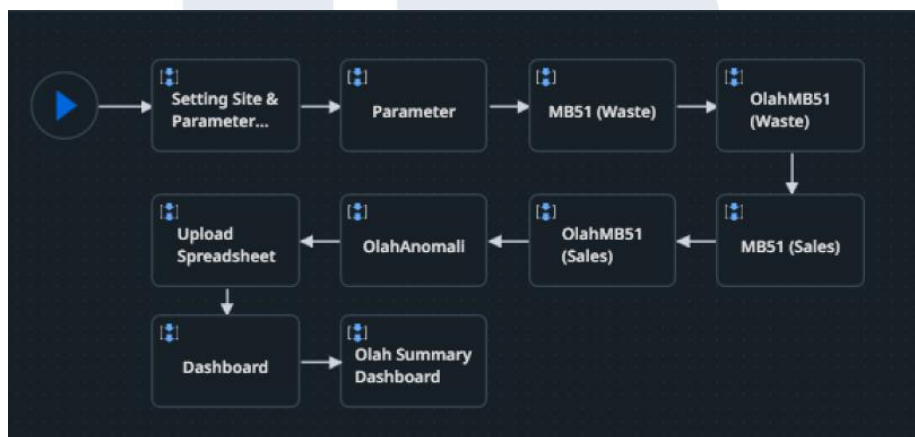 Setting Site &
Parameter...
Parameter
MB51 (Waste)
OlahMB51
(Waste)
MB51 (Sales)
OlahMB51
(Sales)
OlahAnomali
Upload
Spreadsheet
Dashboard
Olah Summary
Dashboard